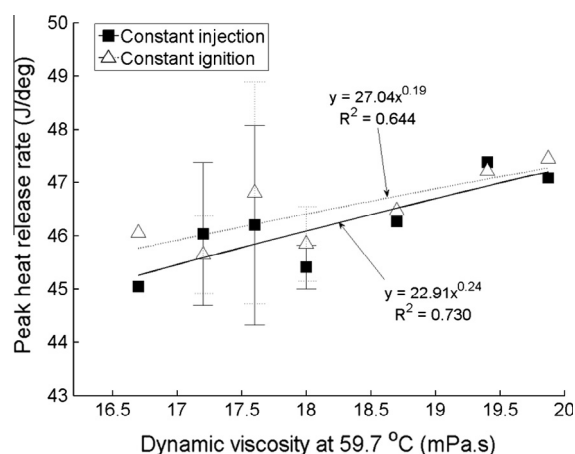 Constant injection
Constant ignition
Peak heat release rate (J/deg)
50
49
48
47
46
45
44
43
y = 27.04x^0.19
R² = 0.644
y = 22.91x^0.24
R² = 0.730
16.5 17 17.5 18 18.5 19 19.5 20
Dynamic viscosity at 59.7 °C (mPa.s)